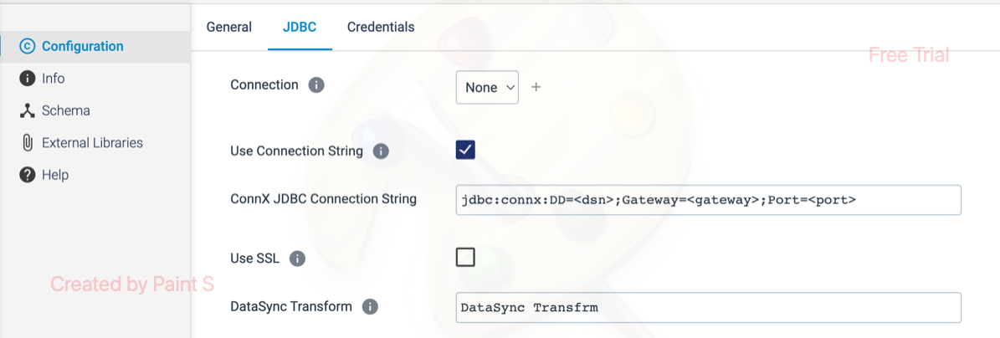 General JDBC Credentials
Configuration
Free Trial
Info
Connection None
Schema
External Libraries
Use Connection String
Help
ConnX JDBC Connection String jdbc:connx:DD=<dsn>;Gateway=<gateway>;Port=<port>
Use SSL
Created by Paint S
DataSync Transform DataSync Transfrm